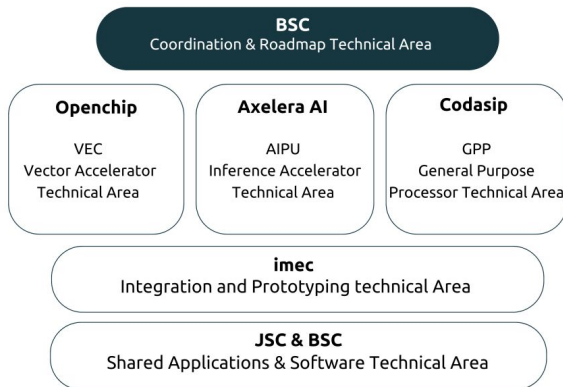 BSC
Coordination & Roadmap Technical Area
Openchip
VEC
Vector Accelerator
Technical Area
Axelera AI
AIPU
Inference Accelerator
Technical Area
Codasip
GPP
General Purpose
Processor Technical Area
imec
Integration and Prototyping technical Area
JSC & BSC
Shared Applications & Software Technical Area